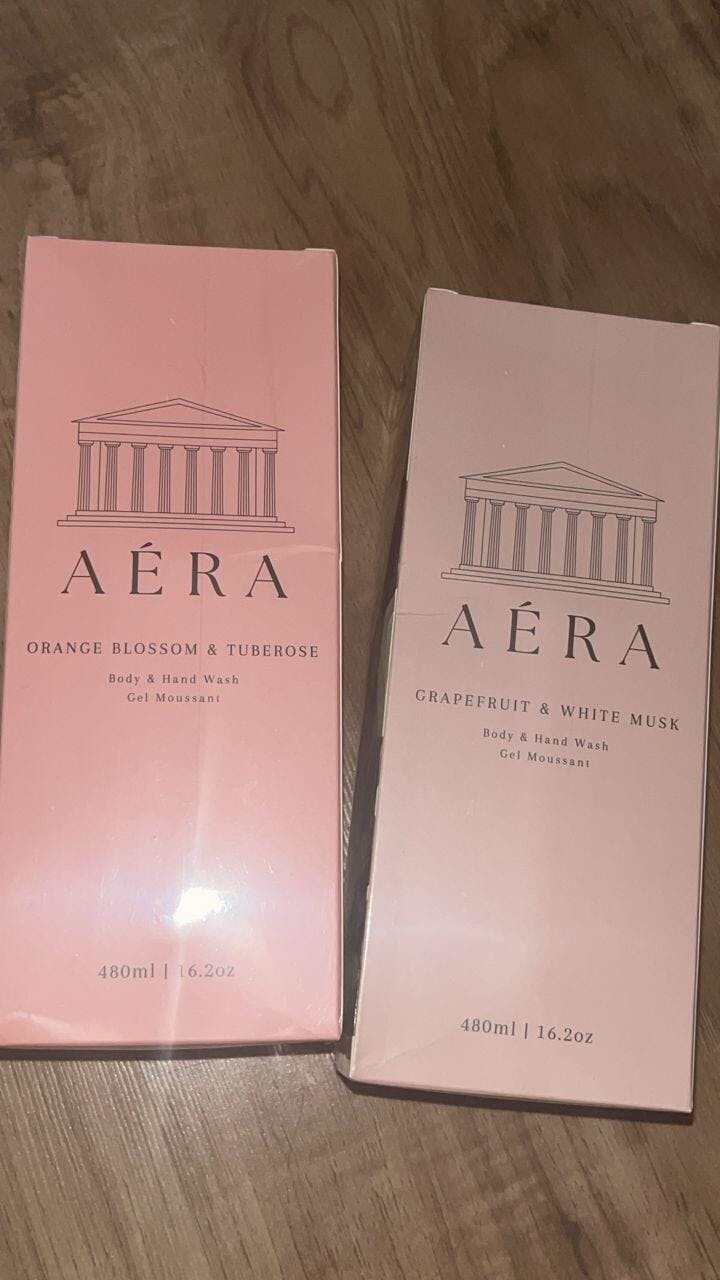 AÉRA
ORANGE BLOSSOM & TUBEROSE
Body & Hand Wash
Gel Moussant
480ml | 16.2oz
AÉRA
GRAPEFRUIT & WHITE MUSK
Body & Hand Wash
Gel Moussant
480ml | 16.2oz